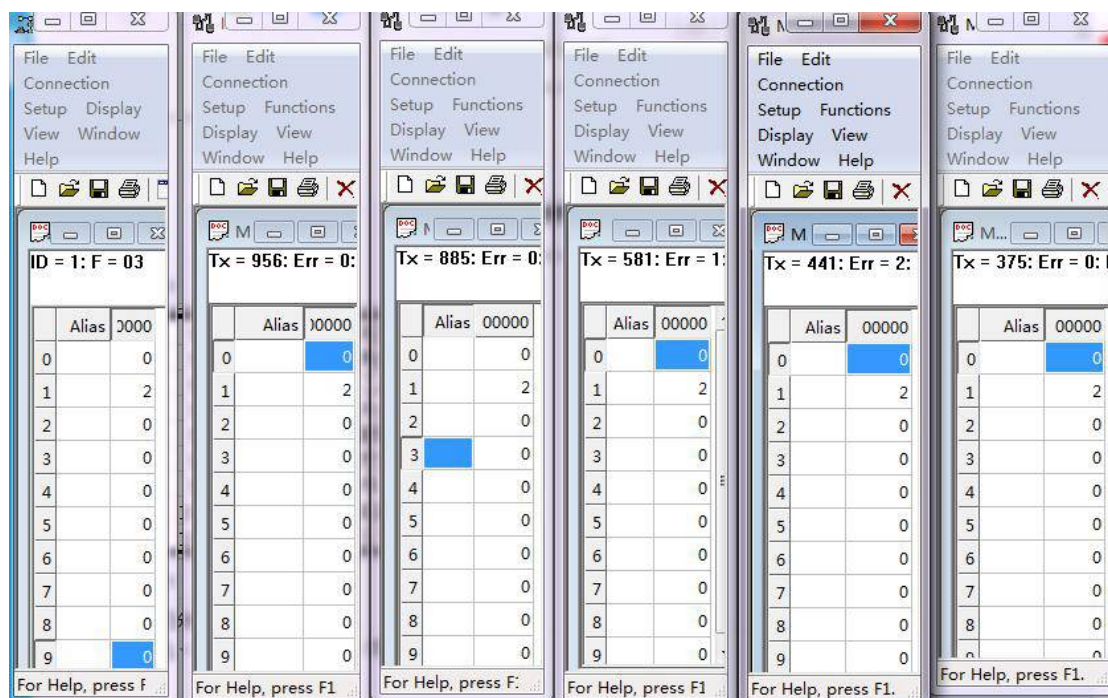 File Edit
Connection
Setup Display
View Window
Help
ID = 1: F = 03
Alias 0000
0 0
1 2
2 0
3 0
4 0
5 0
6 0
7 0
8 0
9 0
For Help, press F
File Edit
Connection
Setup Functions
Display View
Window Help
M
Tx = 956: Err = 0:
Alias 0000
0 0
1 2
2 0
3 0
4 0
5 0
6 0
7 0
8 0
9 0
For Help, press F1
File Edit
Connection
Setup Functions
Display View
Window Help
Tx = 885: Err = 0:
Alias 00000
0 0
1 2
2 0
3 0
4 0
5 0
6 0
7 0
8 0
9 0
For Help, press F:
File Edit
Connection
Setup Functions
Display View
Window Help
Tx = 581: Err = 1:
Alias 00000
0 0
1 2
2 0
3 0
4 0
5 0
6 0
7 0
8 0
9 0
For Help, press F1
File Edit
Connection
Setup Functions
Display View
Window Help
M
Tx = 441: Err = 2:
Alias 00000
0 0
1 2
2 0
3 0
4 0
5 0
6 0
7 0
8 0
9 0
For Help, press F1.
File Edit
Connection
Setup Functions
Display View
Window Help
M...
Tx = 375: Err = 0:
Alias 00000
0 0
1 2
2 0
3 0
4 0
5 0
6 0
7 0
8 0
For Help, press F1.